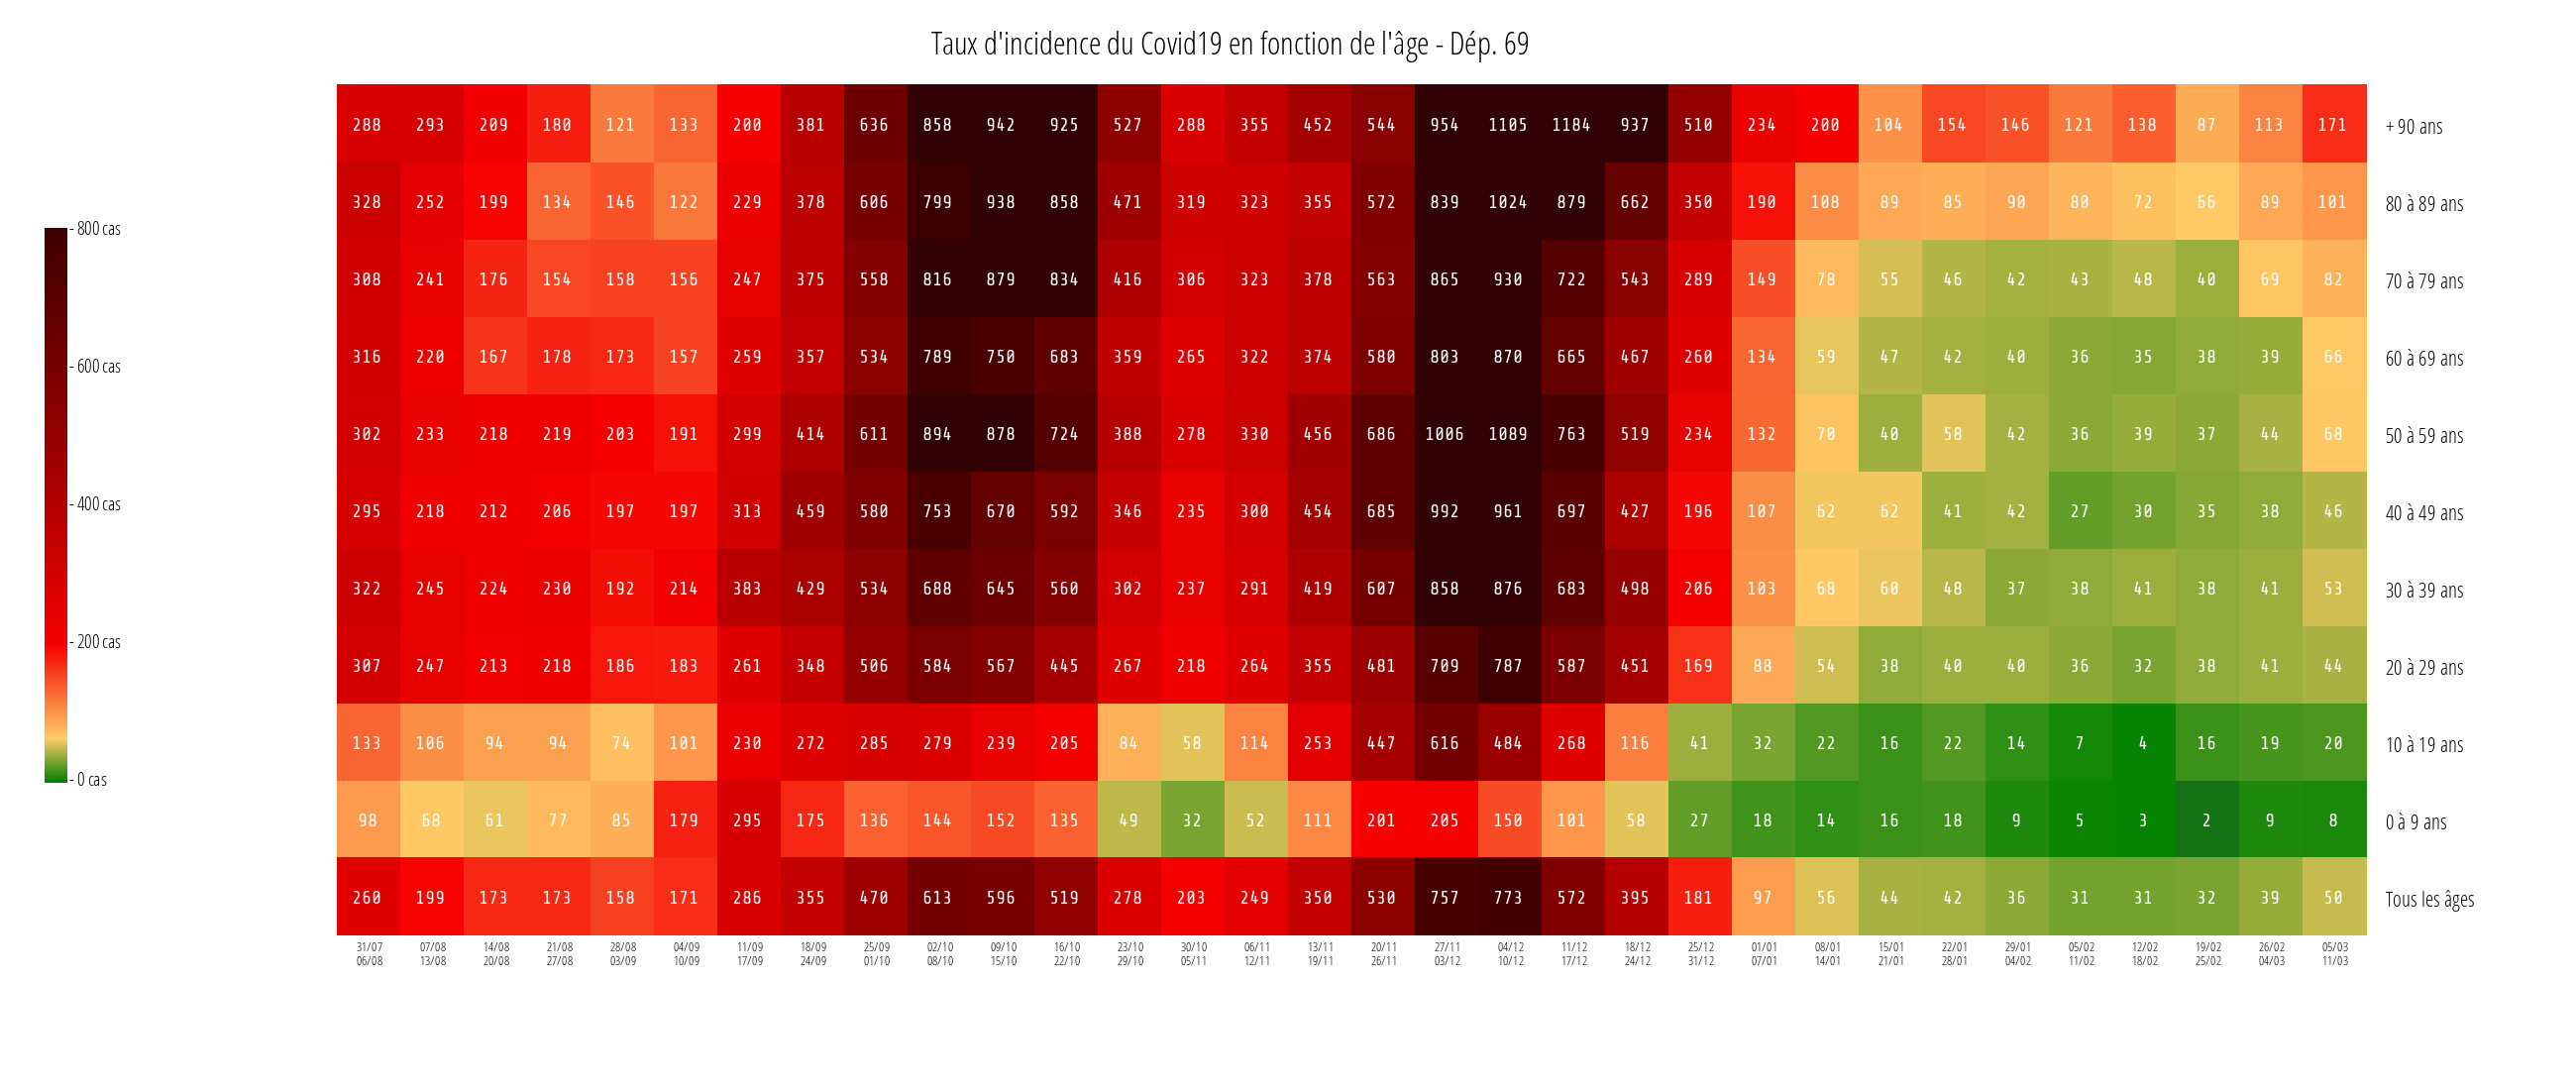 Taux d'incidence du Covid19 en fonction de l'âge - Dép. 69
- 800 cas
- 600 cas
- 400 cas
- 200 cas
- 0 cas
288 293 209 180 121 133 200 381 636 858 942 925 527 288 355 452 544 954 1105 1184 937 510 234 200 104 154 146 121 138 87 113 171 + 90 ans
328 252 199 134 146 122 229 378 606 799 938 858 471 319 323 355 572 839 1024 879 662 350 190 108 89 85 90 80 72 66 89 101 80 à 89 ans
308 241 176 154 158 156 247 375 558 816 879 834 416 306 323 378 563 865 930 722 543 289 149 78 55 46 42 43 48 40 69 82 70 à 79 ans
316 220 167 178 173 157 259 357 534 789 750 683 359 265 322 374 580 803 870 665 467 260 134 59 47 42 40 36 35 38 39 66 60 à 69 ans
302 233 218 219 203 191 299 414 611 894 878 724 388 278 330 456 686 1006 1089 763 519 234 132 70 40 58 42 36 39 37 44 68 50 à 59 ans
295 218 212 206 197 197 313 459 580 753 670 592 346 235 300 454 685 992 961 697 427 196 107 62 62 41 42 27 30 35 38 46 40 à 49 ans
322 245 224 230 192 214 383 429 534 688 645 560 302 237 291 419 607 858 876 683 498 206 103 68 60 48 37 38 41 38 41 53 30 à 39 ans
307 247 213 218 186 183 261 348 506 584 567 445 267 218 264 355 481 709 787 587 451 169 88 54 38 40 40 36 32 38 41 44 20 à 29 ans
133 106 94 94 74 101 230 272 285 279 239 205 84 58 114 253 447 616 484 268 116 41 32 22 16 22 14 7 4 16 19 20 10 à 19 ans
98 68 61 77 85 179 295 175 136 144 152 135 49 32 52 111 201 205 150 101 58 27 18 14 16 18 9 5 3 2 9 8 0 à 9 ans
260 199 173 173 158 171 286 355 470 613 596 519 278 203 249 350 530 757 773 572 395 181 97 56 44 42 36 31 31 32 39 50 Tous les âges
31/07 07/08 14/08 21/08 28/08 04/09 11/09 18/09 25/09 02/10 09/10 16/10 23/10 30/10 06/11 13/11 20/11 27/11 04/12 11/12 18/12 25/12 01/01 08/01 15/01 22/01 29/01 05/02 12/02 19/02 26/02 05/03
06/08 13/08 20/08 27/08 03/09 10/09 17/09 24/09 01/10 08/10 15/10 22/10 29/10 05/11 12/11 19/11 26/11 03/12 10/12 17/12 24/12 31/12 07/01 14/01 21/01 28/01 04/02 11/02 18/02 25/02 04/03 11/03